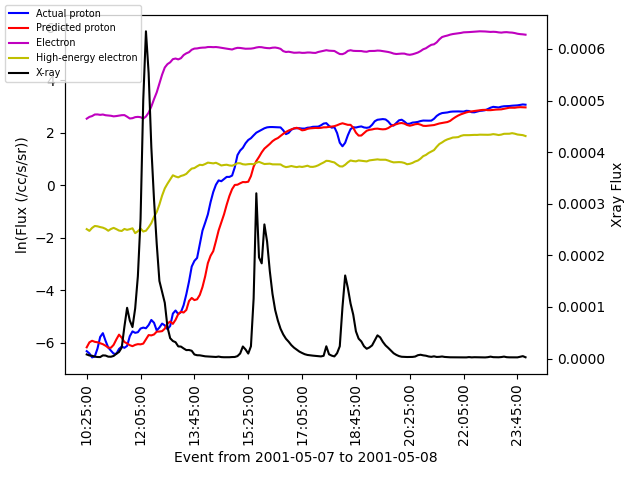 Actual proton
Predicted proton
Electron
High-energy electron
X-ray
4
2
0
−2
−4
−6
ln(Flux (/cc/s/sr))
0.0006
0.0005
0.0004
0.0003
0.0002
0.0001
0.0000
Xray Flux
10:25:00
12:05:00
13:45:00
15:25:00
17:05:00
18:45:00
20:25:00
22:05:00
23:45:00
Event from 2001-05-07 to 2001-05-08